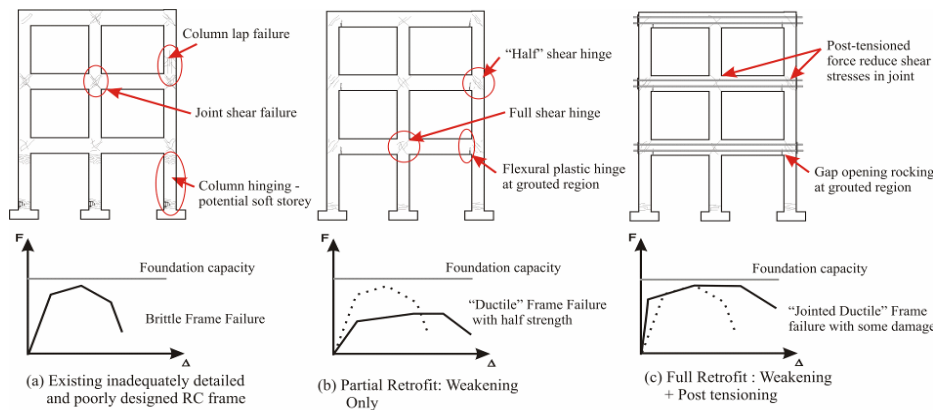 Column lap failure
Joint shear failure
Column hinging -
potential soft storey
"Half" shear hinge
Full shear hinge
Flexural plastic hinge
at grouted region
Post-tensioned
force reduce shear
stresses in joint
Gap opening rocking
at grouted region
F
Foundation capacity
Brittle Frame Failure
Δ
(a) Existing inadequately detailed
and poorly designed RC frame
F
Foundation capacity
"Ductile" Frame Failure
with half strength
Δ
(b) Partial Retrofit: Weakening
Only
F
Foundation capacity
"Jointed Ductile" Frame
failure with some damage
Δ
(c) Full Retrofit : Weakening
+ Post tensioning